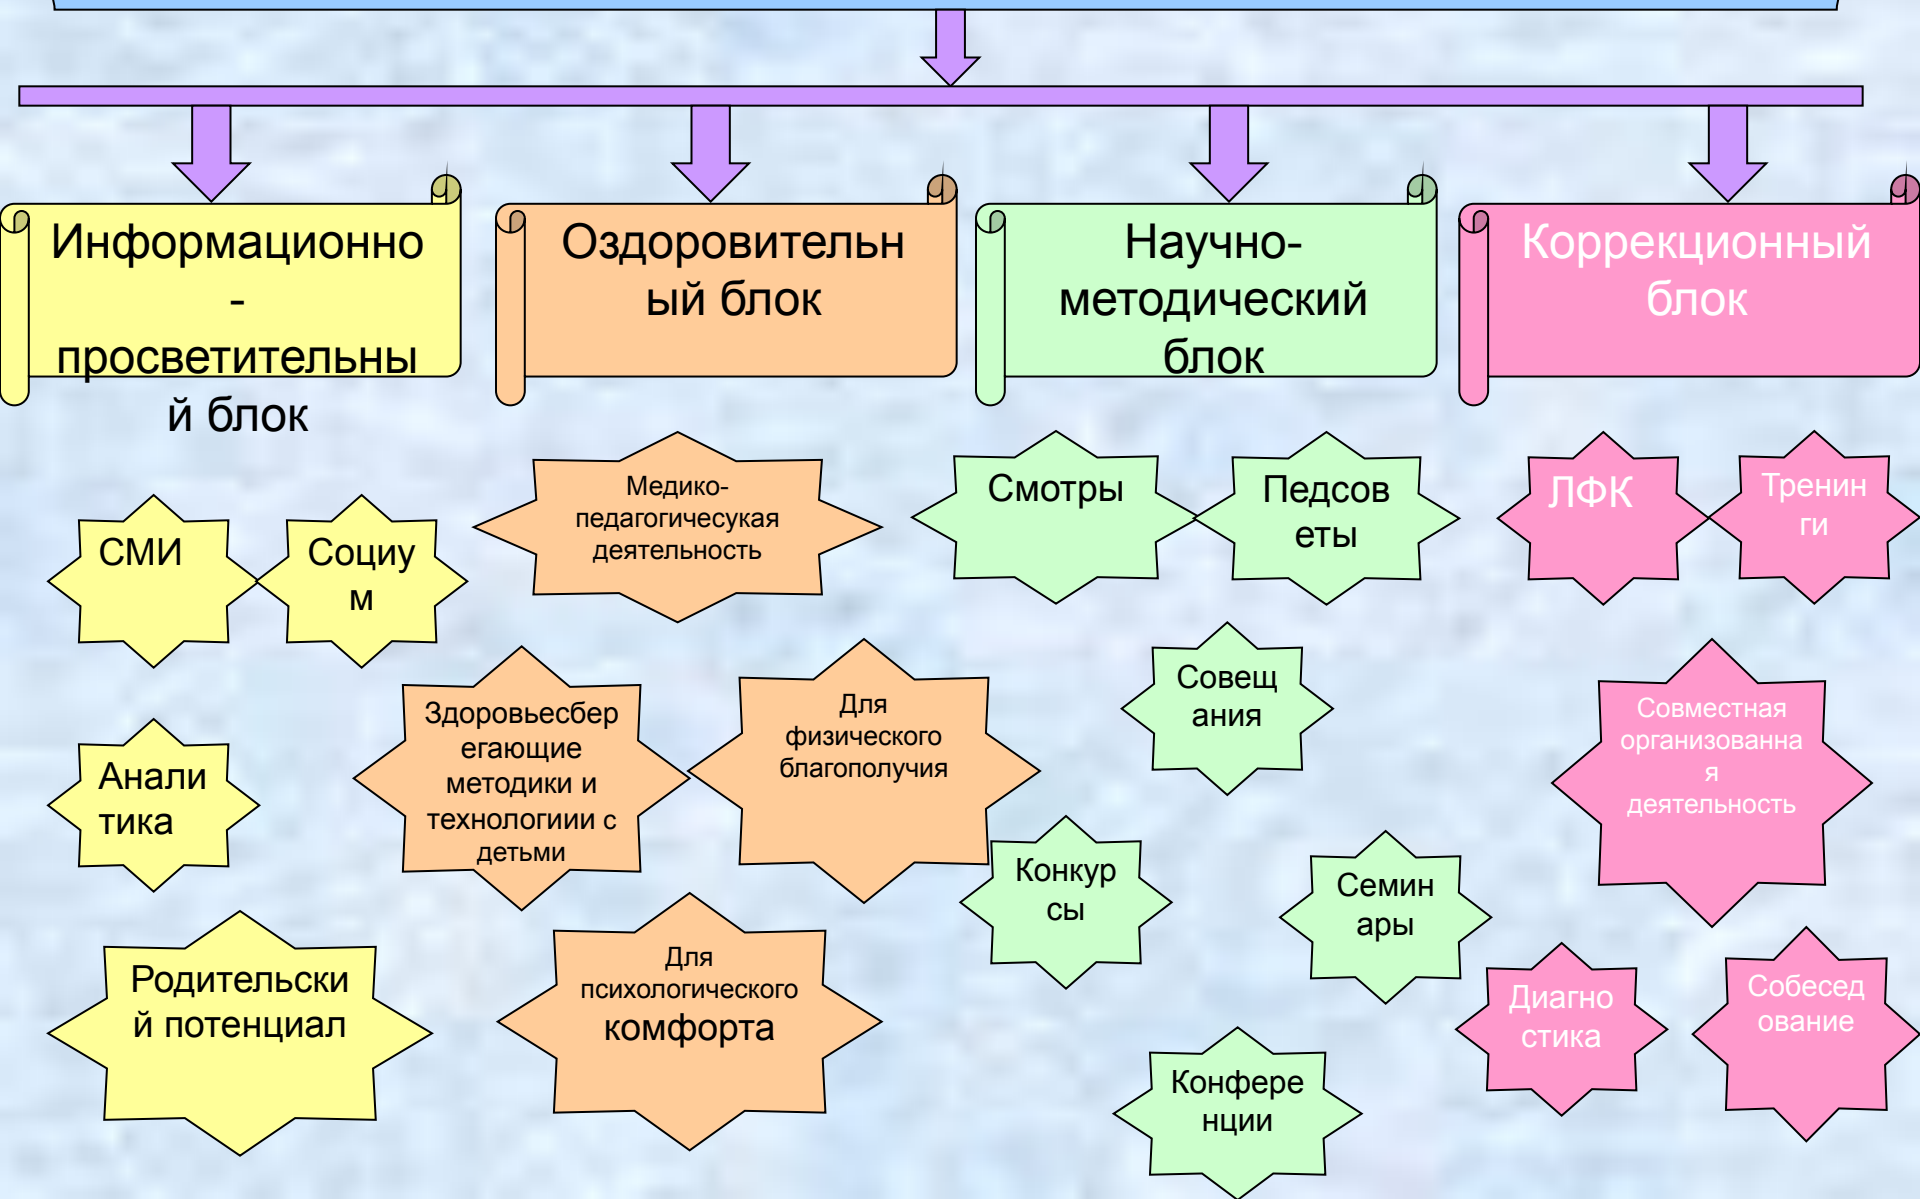 Информационно
-
просветительны
й блок
Оздоровительн
ый блок
Научно-
методический
блок
Коррекционный
блок
СМИ
Социу
м
Анали
тика
Родительски
й потенциал
Медико-
педагогичесукая
деятельность
Здоровьесбер
егающие
методики и
технологиии с
детьми
Для
физического
благополучия
Для
психологического
комфорта
Смотры
Педсов
еты
Совещ
ания
Конкур
сы
Семин
ары
Конфере
нции
ЛФК
Тренин
ги
Совместная
организованна
я
деятельность
Диагно
стика
Собесед
ование